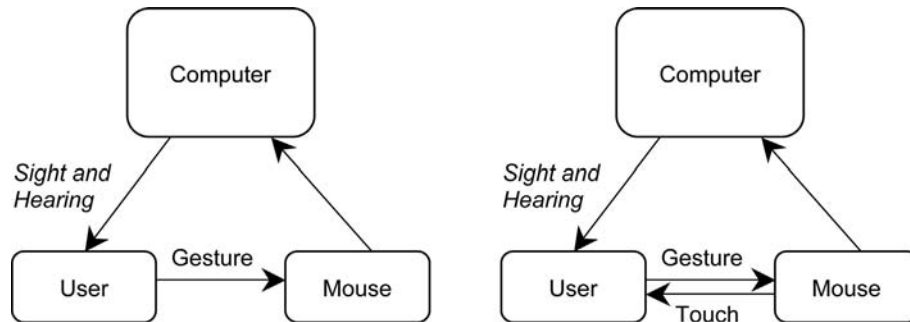 Computer
Sight and
Hearing
Gesture
User
Mouse
Computer
Sight and
Hearing
Gesture
User
Mouse
Touch